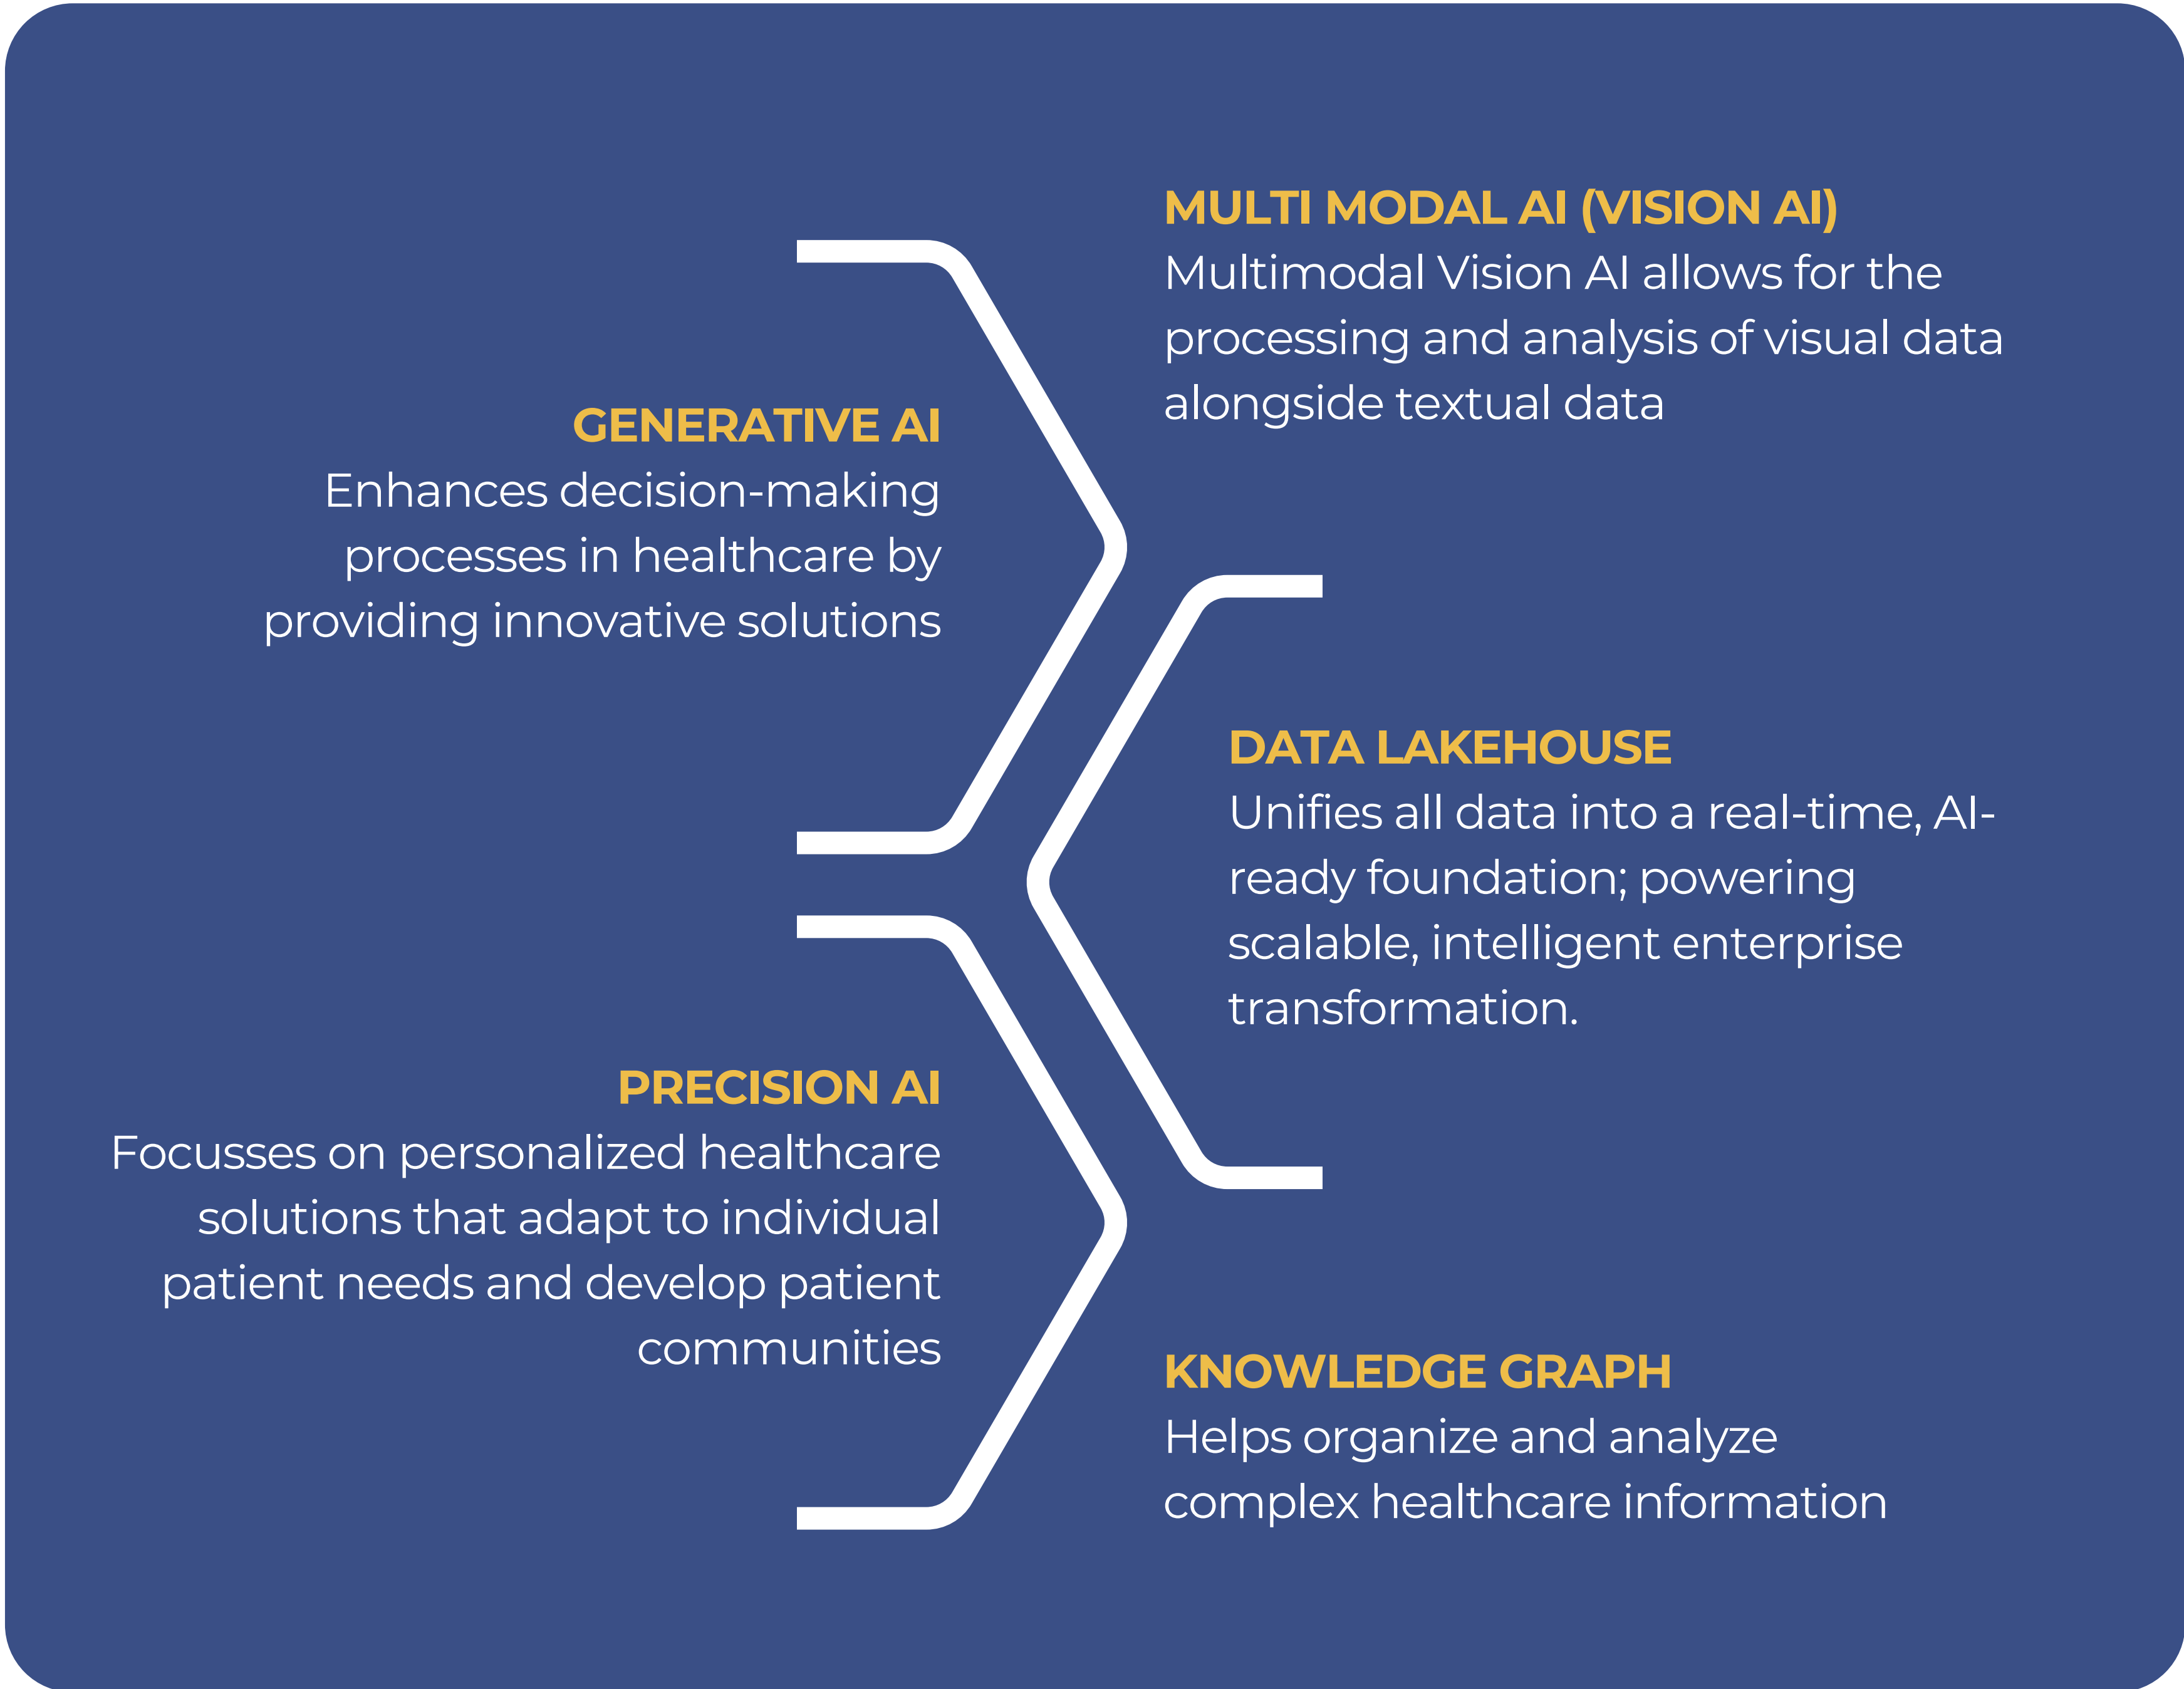 MULTI MODAL AI (VISION AI)
Multimodal Vision AI allows for the
processing and analysis of visual data
alongside textual data
GENERATIVE AI
Enhances decision-making
processes in healthcare by
providing innovative solutions
DATA LAKEHOUSE
Unifies all data into a real-time, AI-
ready foundation; powering
scalable, intelligent enterprise
transformation.
PRECISION AI
Focusses on personalized healthcare
solutions that adapt to individual
patient needs and develop patient
communities
KNOWLEDGE GRAPH
Helps organize and analyze
complex healthcare information